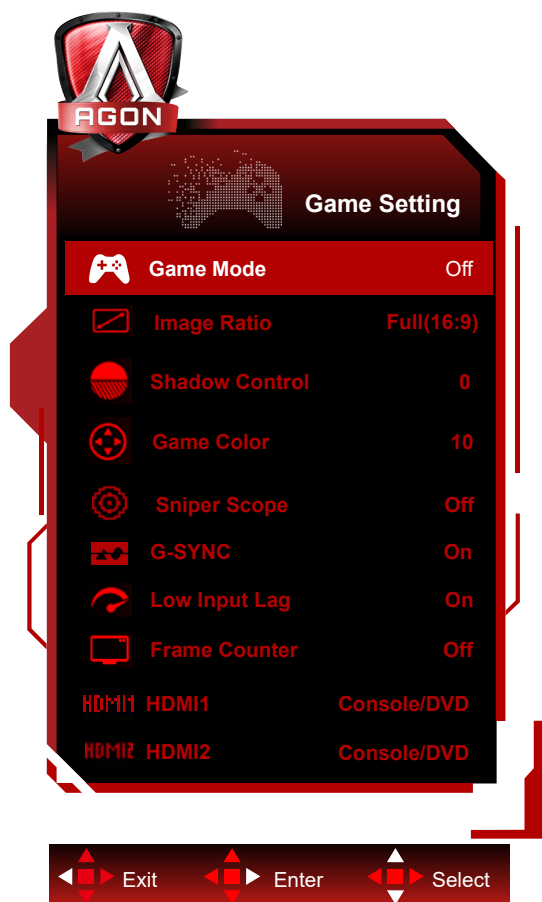 AGON
Game Setting
Game Mode Off
Image Ratio Full(16:9)
Shadow Control 0
Game Color 10
Sniper Scope Off
G-SYNC On
Low Input Lag On
Frame Counter Off
HDMI1 HDMI1 Console/DVD
HDMI2 HDMI2 Console/DVD
Exit Enter Select